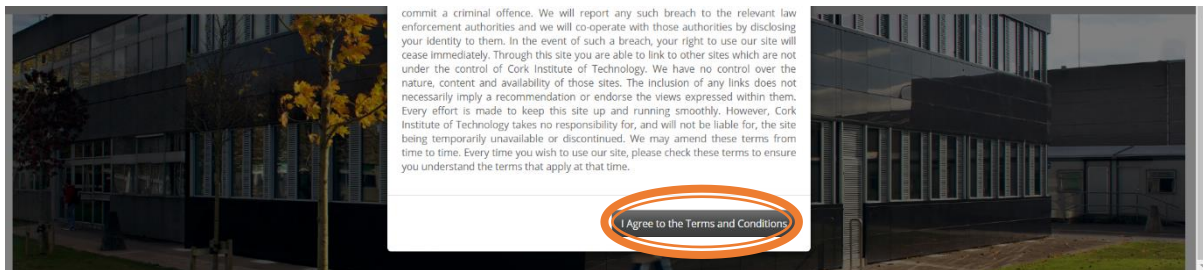 commit a criminal offence. We will report any such breach to the relevant law
enforcement authorities and we will co-operate with those authorities by disclosing
your identity to them. In the event of such a breach, your right to use our site will
cease immediately. Through this site you are able to link to other sites which are not
under the control of Cork Institute of Technology. We have no control over the
nature, content and availability of those sites. The inclusion of any links does not
necessarily imply a recommendation or endorse the views expressed within them.
Every effort is made to keep this site up and running smoothly. However, Cork
Institute of Technology takes no responsibility for, and will not be liable for, the site
being temporarily unavailable or discontinued. We may amend these terms from
time to time. Every time you wish to use our site, please check these terms to ensure
you understand the terms that apply at that time.
I Agree to the Terms and Conditions